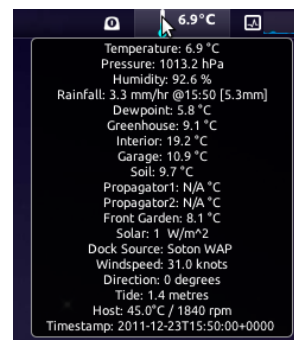 6.9°C
Temperature: 6.9 °C
Pressure: 1013.2 hPa
Humidity: 92.6 %
Rainfall: 3.3 mm/hr @15:50 [5.3mm]
Dewpoint: 5.8 °C
Greenhouse: 9.1 °C
Interior: 19.2 °C
Garage: 10.9 °C
Soil: 9.7 °C
Propagator1: N/A °C
Propagator2: N/A °C
Front Garden: 8.1 °C
Solar: 1 W/m^2
Dock Source: Soton WAP
Windspeed: 31.0 knots
Direction: 0 degrees
Tide: 1.4 metres
Host: 45.0°C / 1840 rpm
Timestamp: 2011-12-23T15:50:00+0000